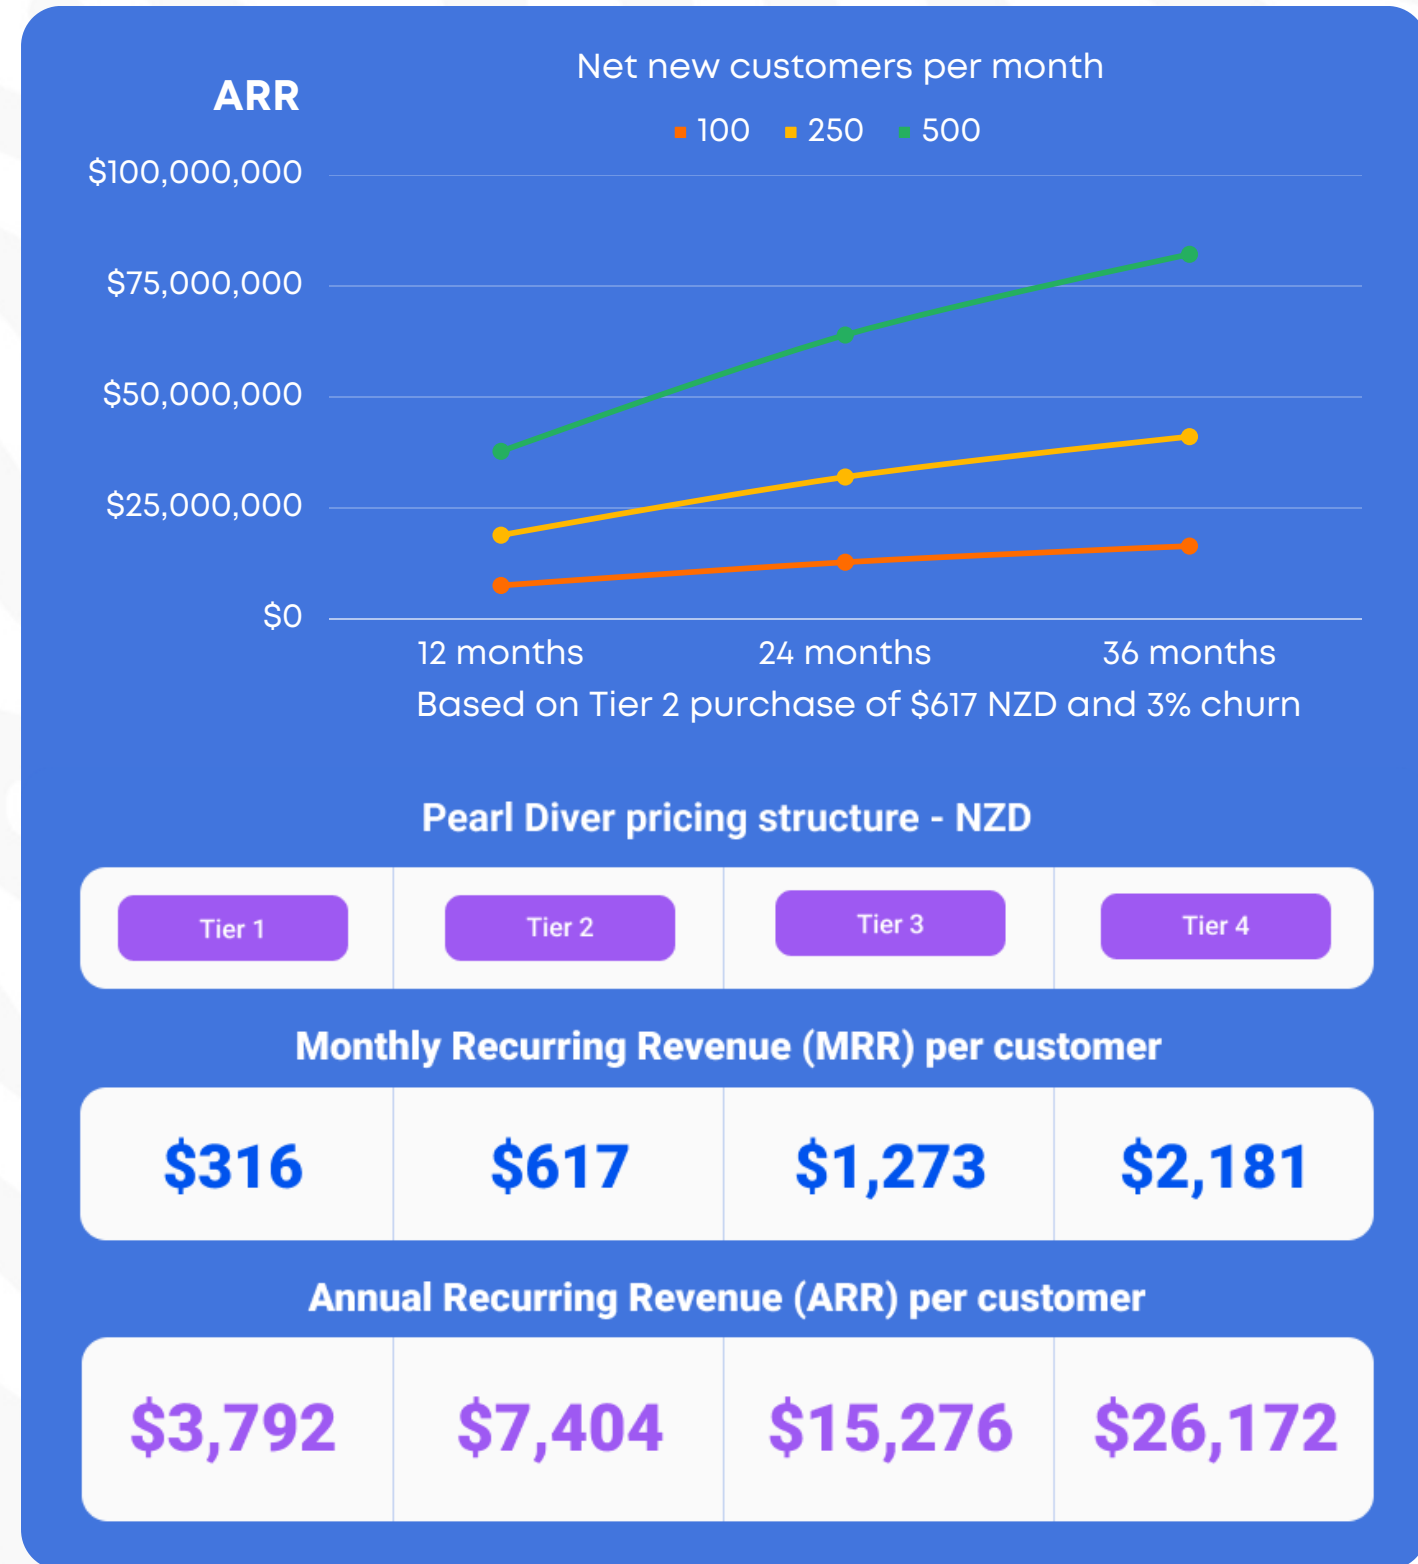 ARR
Net new customers per month
100 250 500
$100,000,000
$75,000,000
$50,000,000
$25,000,000
$0
12 months 24 months 36 months
Based on Tier 2 purchase of $617 NZD and 3% churn
Pearl Diver pricing structure - NZD
Tier 1 Tier 2 Tier 3 Tier 4
Monthly Recurring Revenue (MRR) per customer
$316 $617 $1,273 $2,181
Annual Recurring Revenue (ARR) per customer
$3,792 $7,404 $15,276 $26,172